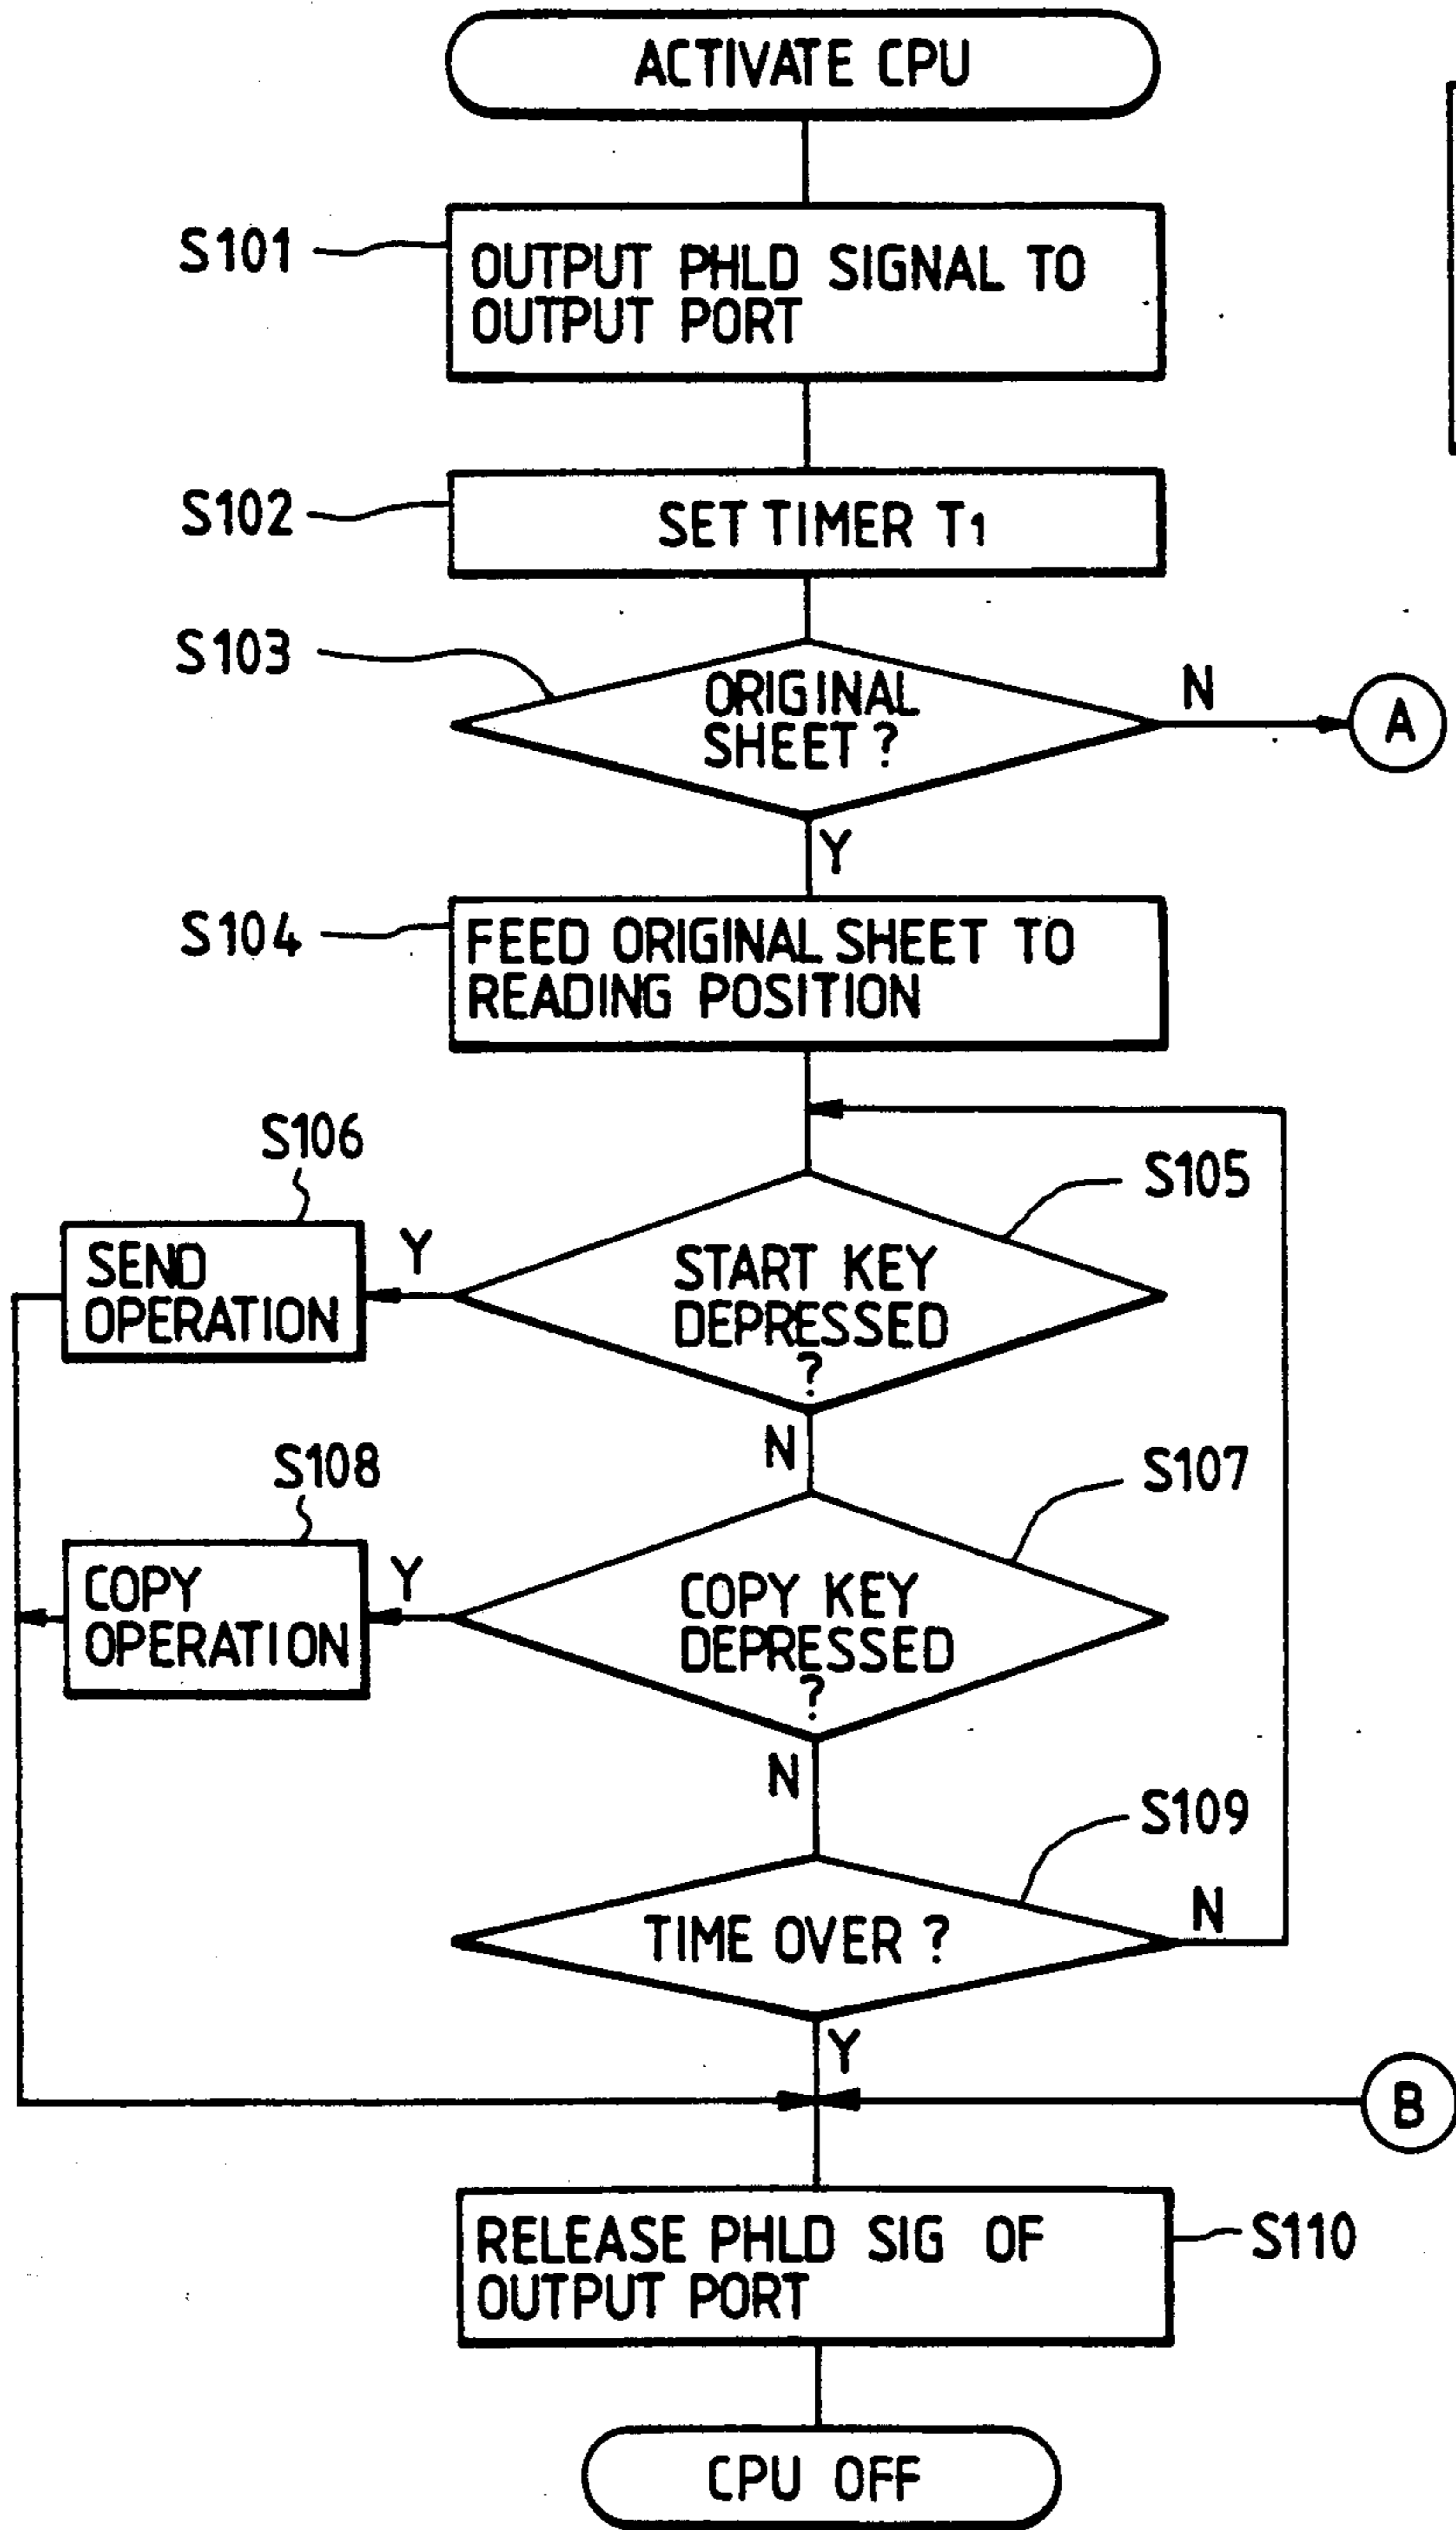 ACTIVATE CPU
S101
OUTPUT PHLD SIGNAL TO
OUTPUT PORT
S102
SET TIMER T1
S103
ORIGINAL
SHEET ?
N
A
Y
S104
FEED ORIGINAL SHEET TO
READING POSITION
S106
S105
SEND
OPERATION
Y
START KEY
DEPRESSED
?
N
S108
S107
COPY
OPERATION
Y
COPY KEY
DEPRESSED
?
N
S109
TIME OVER ?
N
Y
B
RELEASE PHLD SIG OF
OUTPUT PORT
S110
CPU OFF